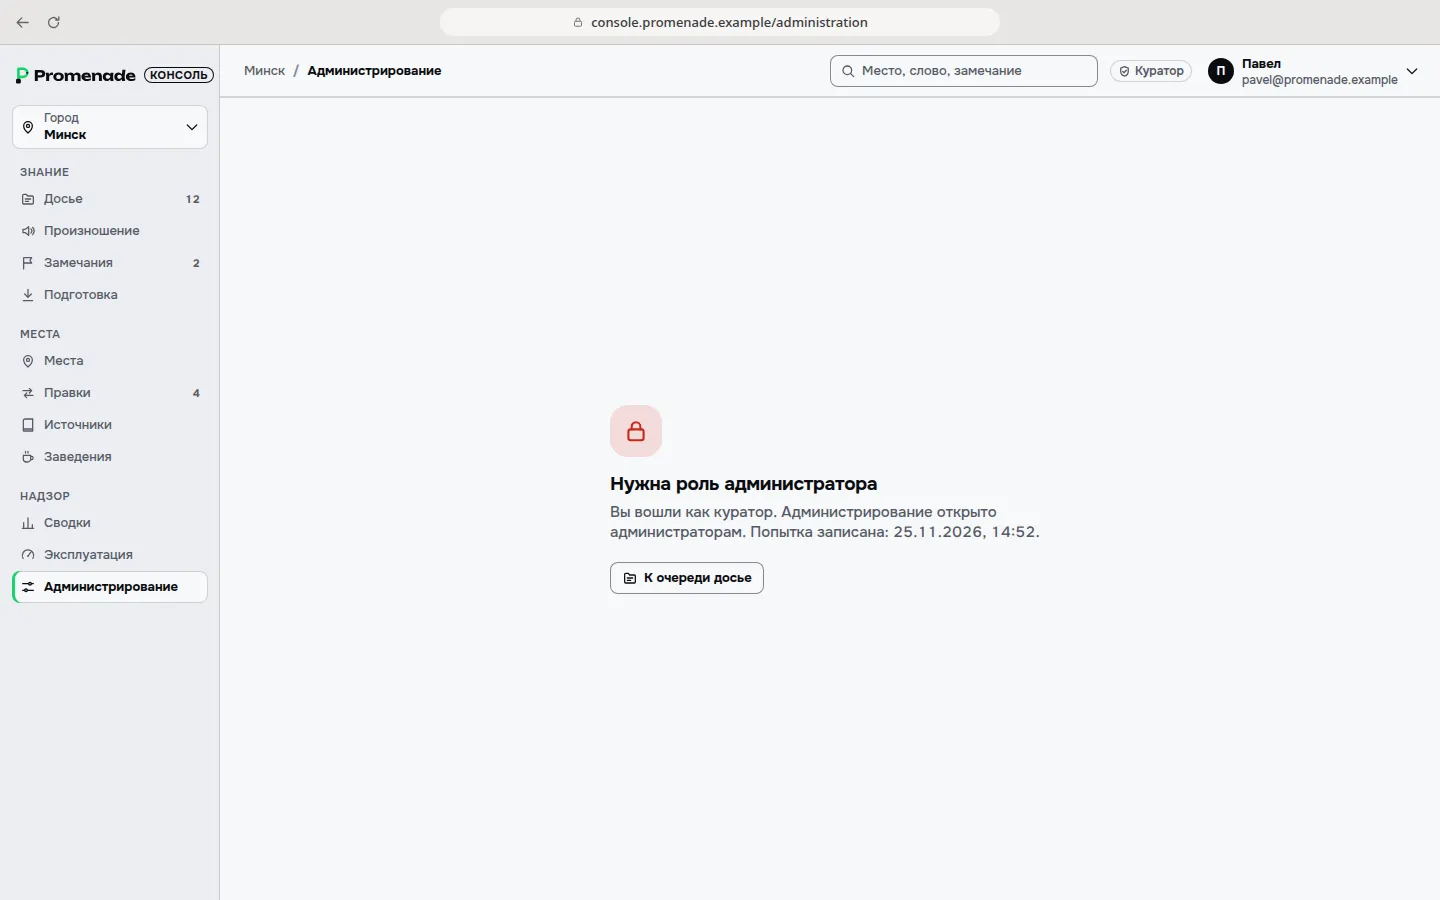 console.promenade.example/administration
Promenade КОНСОЛЬ
Город
Минск
ЗНАНИЕ
Досье 12
Произношение
Замечания 2
Подготовка
МЕСТА
Места
Правки 4
Источники
Заведения
НАДЗОР
Сводки
Эксплуатация
Администрирование
Минск / Администрирование
Место, слово, замечание
Куратор
П
Павел
pavel@promenade.example
Нужна роль администратора
Вы вошли как куратор. Администрирование открыто
администраторам. Попытка записана: 25.11.2026, 14:52.
К очереди досье